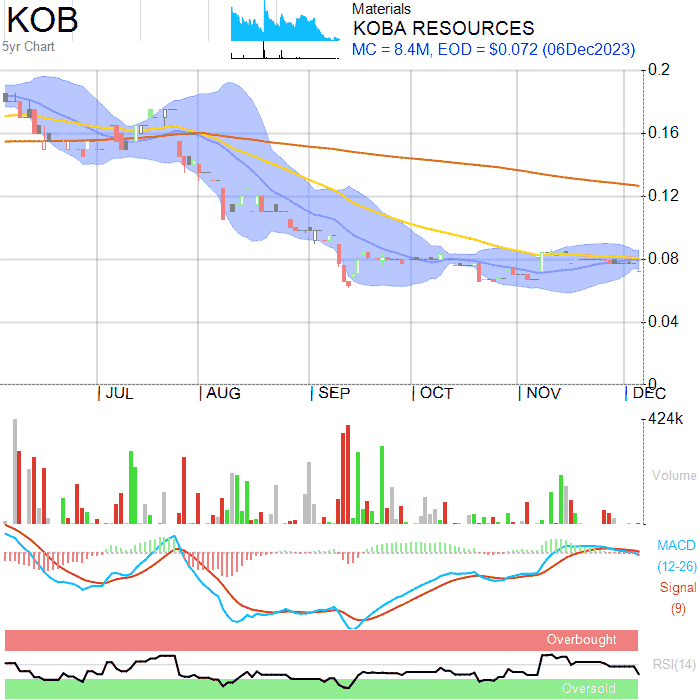 KOB
5yr Chart
Materials
KOBA RESOURCES
MC = 8.4M, EOD = $0.072 (06Dec2023)
0.2
0.16
0.12
0.08
0.04
0
JUL AUG SEP OCT NOV DEC
424k
Volume
MACD
(12-26)
Signal
(9)
Overbought
RSI(14)
Oversold